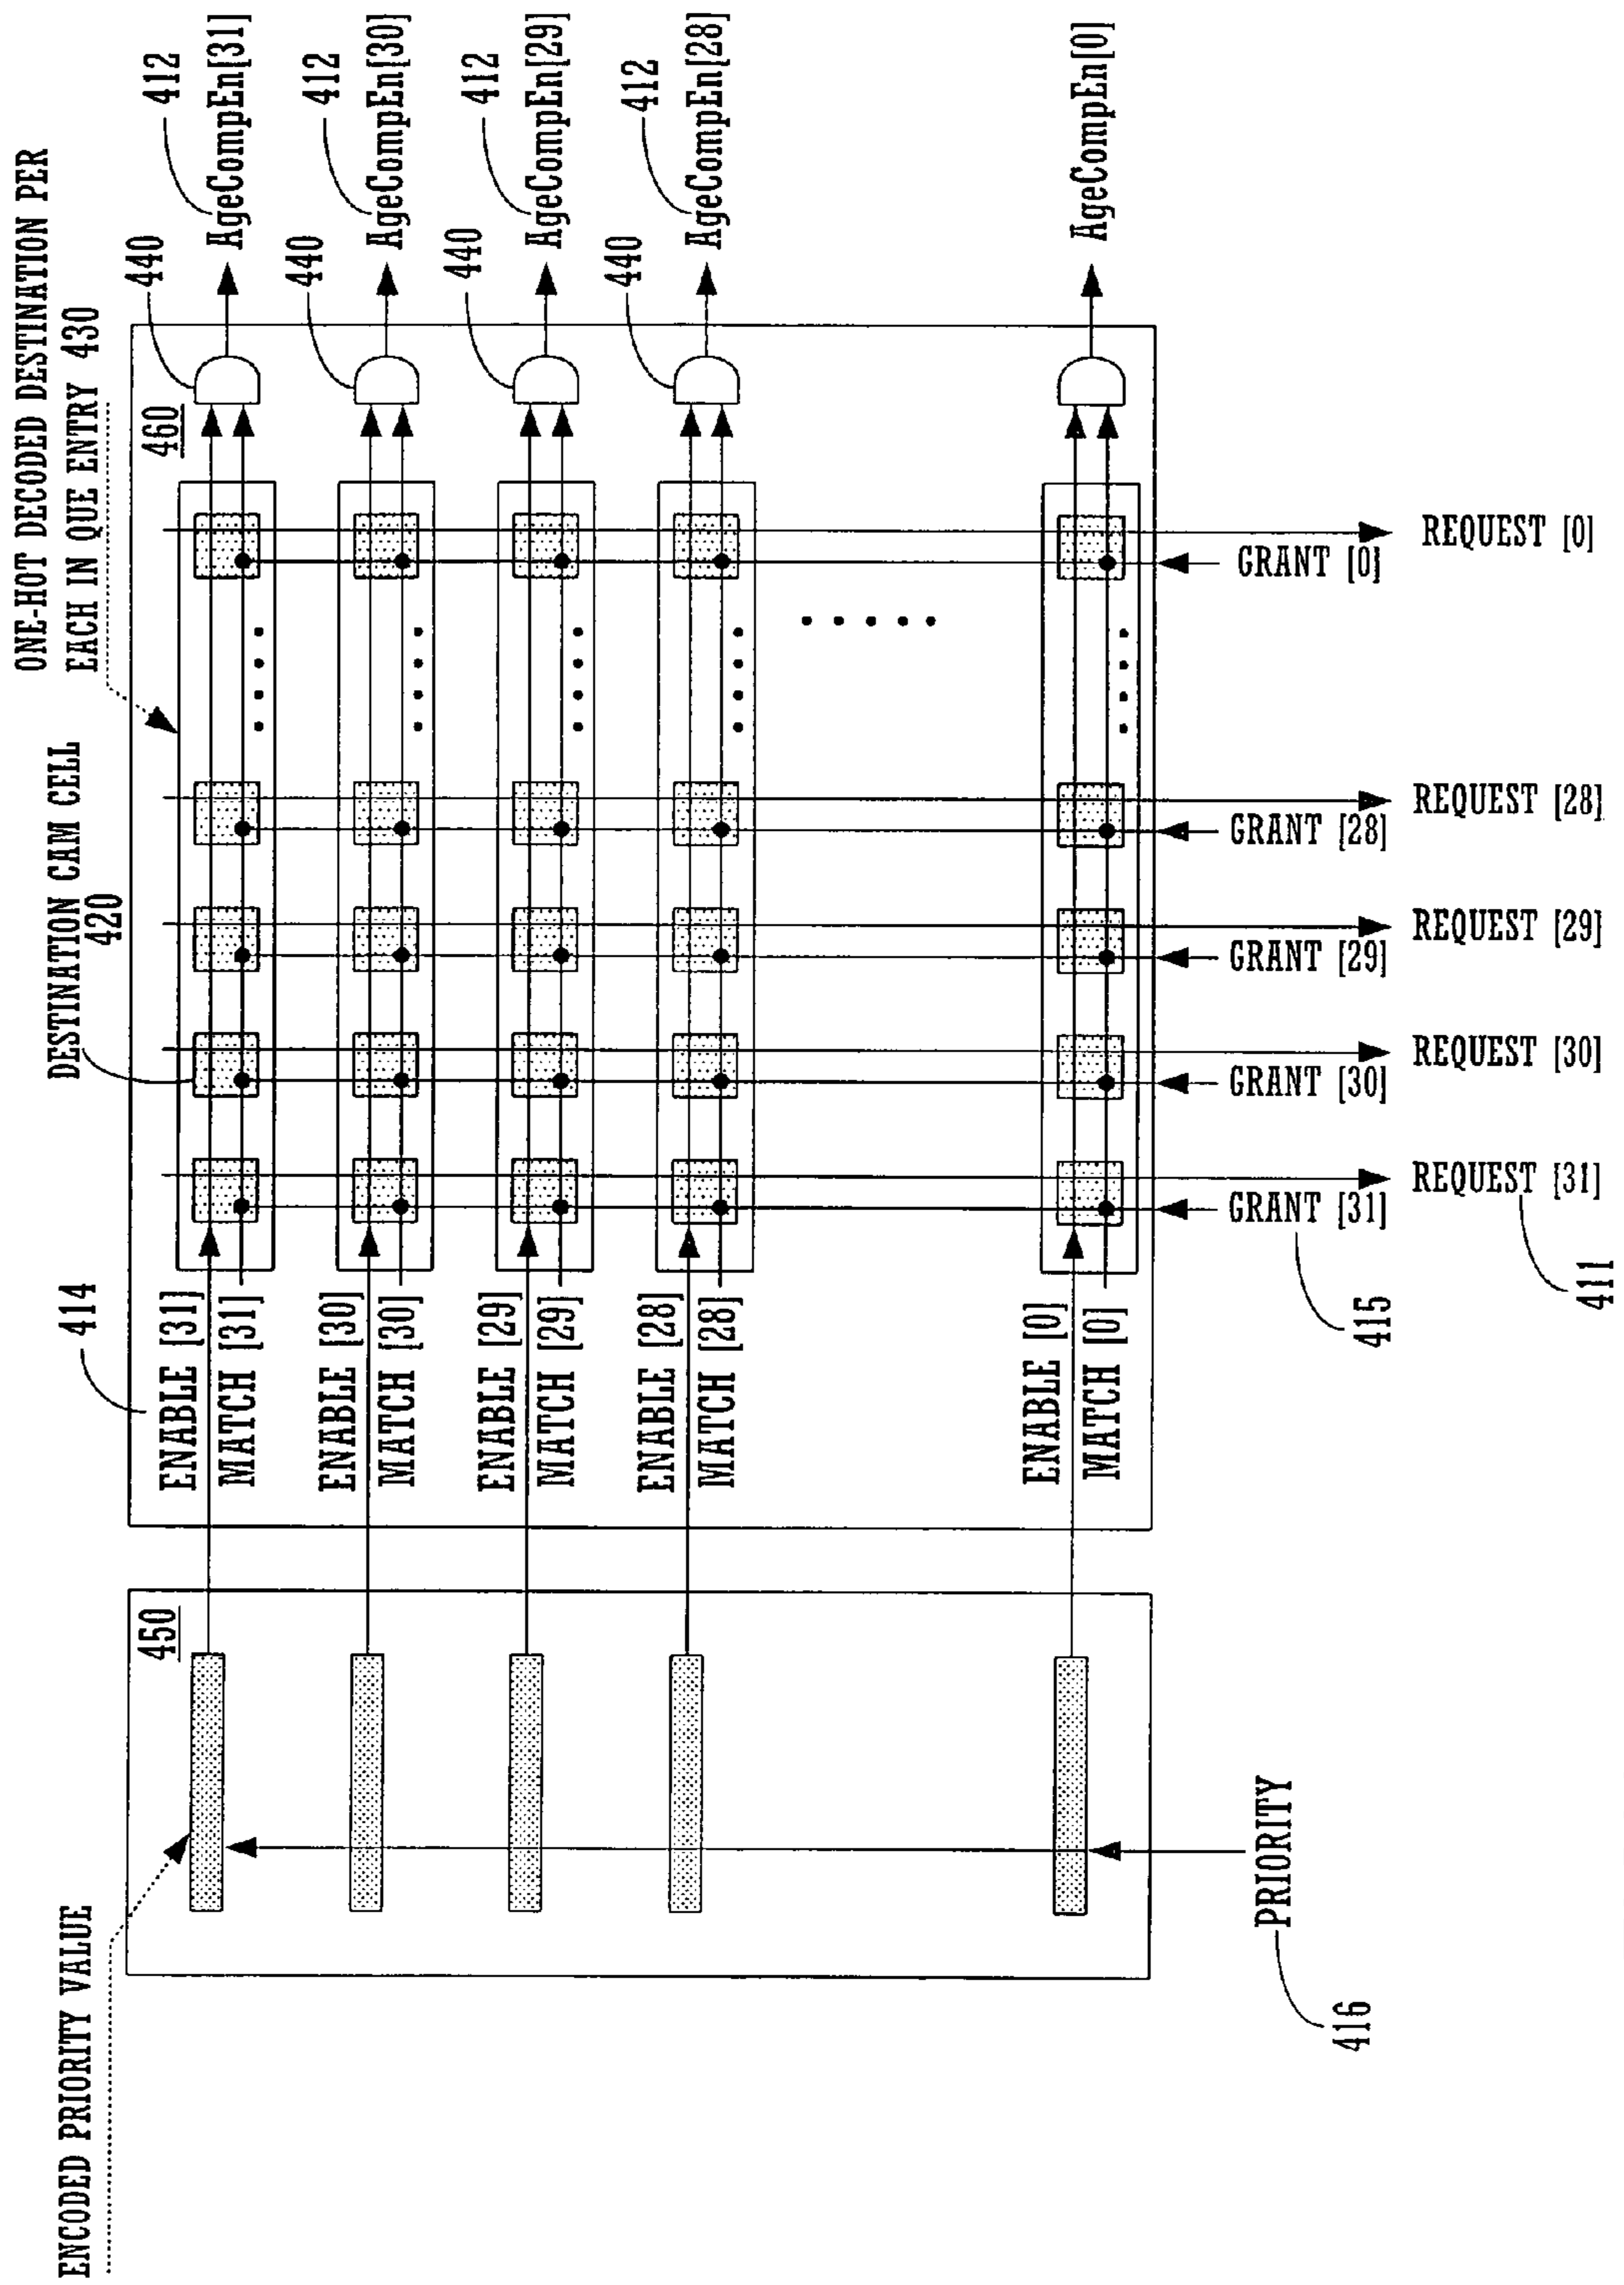 ENCODED PRIORITY VALUE
450
PRIORITY
416
414
ENABLE [31]
MATCH [31]
ENABLE [30]
MATCH [30]
ENABLE [29]
MATCH [29]
ENABLE [28]
MATCH [28]
ENABLE [0]
MATCH [0]
DESTINATION CAM CELL
420
ONE-HOT DECODED DESTINATION PER
EACH IN QUE ENTRY 430
460
440
440
440
440
412
AgeCompEn[31]
412
AgeCompEn[30]
412
AgeCompEn[29]
412
AgeCompEn[28]
AgeCompEn[0]
GRANT [31]
REQUEST [31]
GRANT [30]
REQUEST [30]
GRANT [29]
REQUEST [29]
GRANT [28]
REQUEST [28]
GRANT [0]
REQUEST [0]
415
411